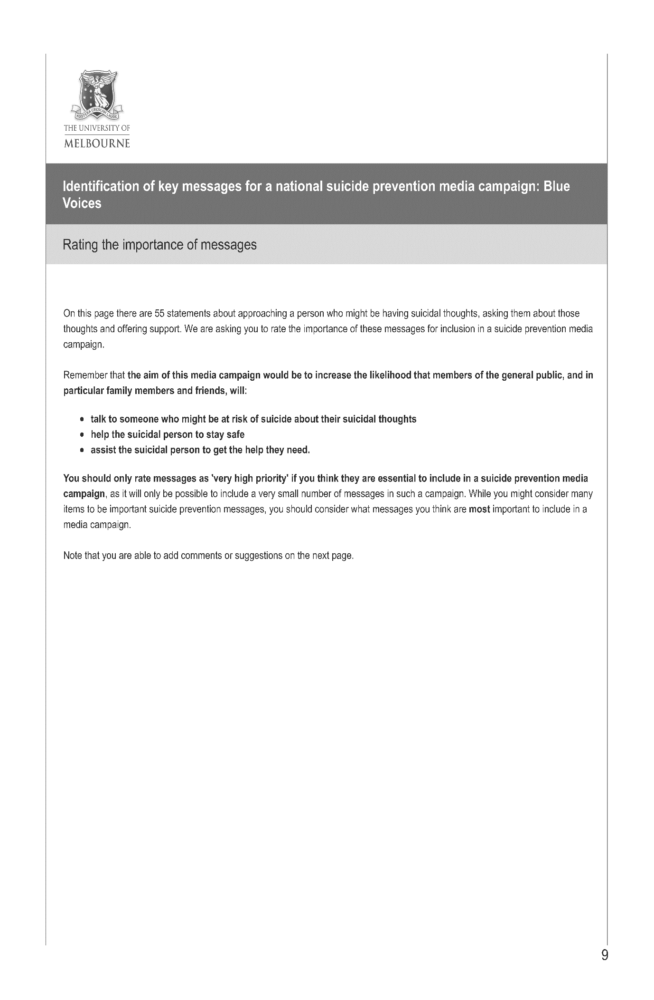 POSTERA CRESCAM LAUDE
THE UNIVERSITY OF
MELBOURNE
Identification of key messages for a national suicide prevention media campaign: Blue
Voices
Rating the importance of messages
On this page there are 55 statements about approaching a person who might be having suicidal thoughts, asking them about those
thoughts and offering support. We are asking you to rate the importance of these messages for inclusion in a suicide prevention media
campaign.
Remember that the aim of this media campaign would be to increase the likelihood that members of the general public, and in
particular family members and friends, will:
• talk to someone who might be at risk of suicide about their suicidal thoughts
• help the suicidal person to stay safe
• assist the suicidal person to get the help they need.
You should only rate messages as 'very high priority' if you think they are essential to include in a suicide prevention media
campaign, as it will only be possible to include a very small number of messages in such a campaign. While you might consider many
items to be important suicide prevention messages, you should consider what messages you think are most important to include in a
media campaign.
Note that you are able to add comments or suggestions on the next page.
9